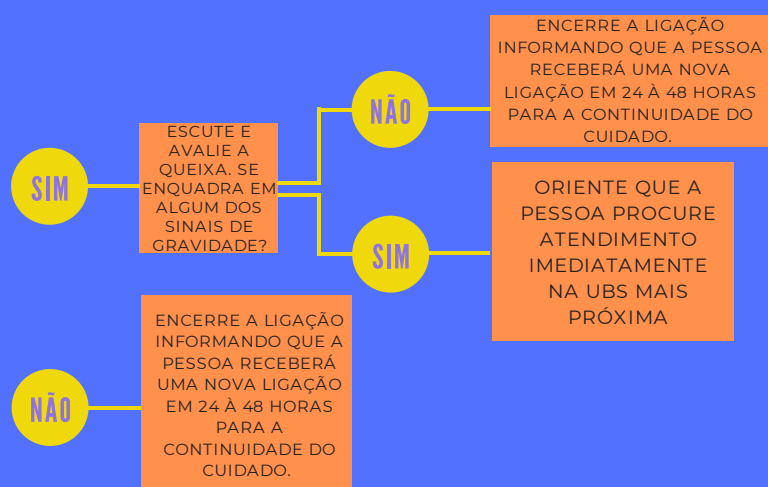 SIM
ESCUTE E
AVALIE A
QUEIXA. SE
ENQUADRA EM
ALGUM DOS
SINAIS DE
GRAVIDADE?
NÃO
ENCERRE A LIGAÇÃO
INFORMANDO QUE A PESSOA
RECEBERÁ UMA NOVA
LIGAÇÃO EM 24 À 48 HORAS
PARA A CONTINUIDADE DO
CUIDADO.
SIM
ORIENTE QUE A
PESSOA PROCURE
ATENDIMENTO
IMEDIATAMENTE
NA UBS MAIS
PRÓXIMA
NÃO
ENCERRE A LIGAÇÃO
INFORMANDO QUE A
PESSOA RECEBERÁ
UMA NOVA LIGAÇÃO
EM 24 À 48 HORAS
PARA A
CONTINUIDADE DO
CUIDADO.